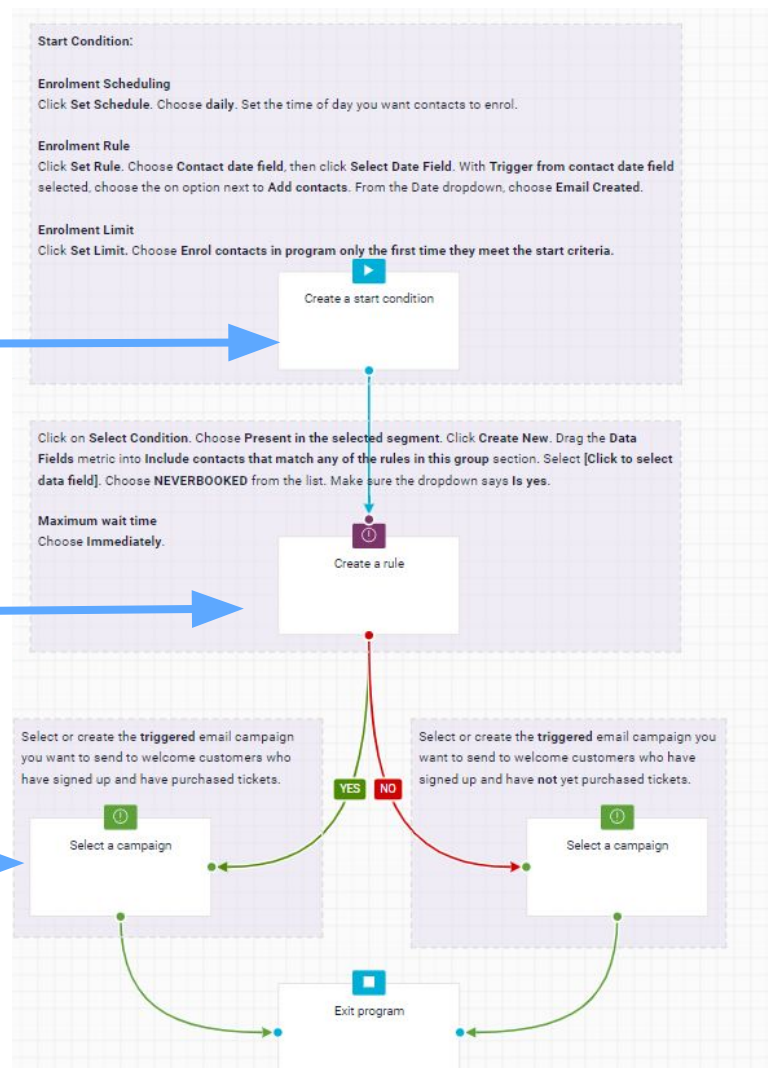 Start Condition:
Enrolment Scheduling
Click Set Schedule. Choose daily. Set the time of day you want contacts to enrol.
Enrolment Rule
Click Set Rule. Choose Contact date field, then click Select Date Field. With Trigger from contact date field
selected, choose the on option next to Add contacts. From the Date dropdown, choose Email Created.
Enrolment Limit
Click Set Limit. Choose Enrol contacts in program only the first time they meet the start criteria.
Create a start condition
Click on Select Condition. Choose Present in the selected segment. Click Create New. Drag the Data
Fields metric into Include contacts that match any of the rules in this group section. Select [Click to select
data field]. Choose NEVERBOOKED from the list. Make sure the dropdown says Is yes.
Maximum wait time
Choose Immediately.
Create a rule
Select or create the triggered email campaign
you want to send to welcome customers who
have signed up and have purchased tickets.
Select or create the triggered email campaign you
want to send to welcome customers who have
signed up and have not yet purchased tickets.
YES
NO
Select a campaign
Select a campaign
Exit program